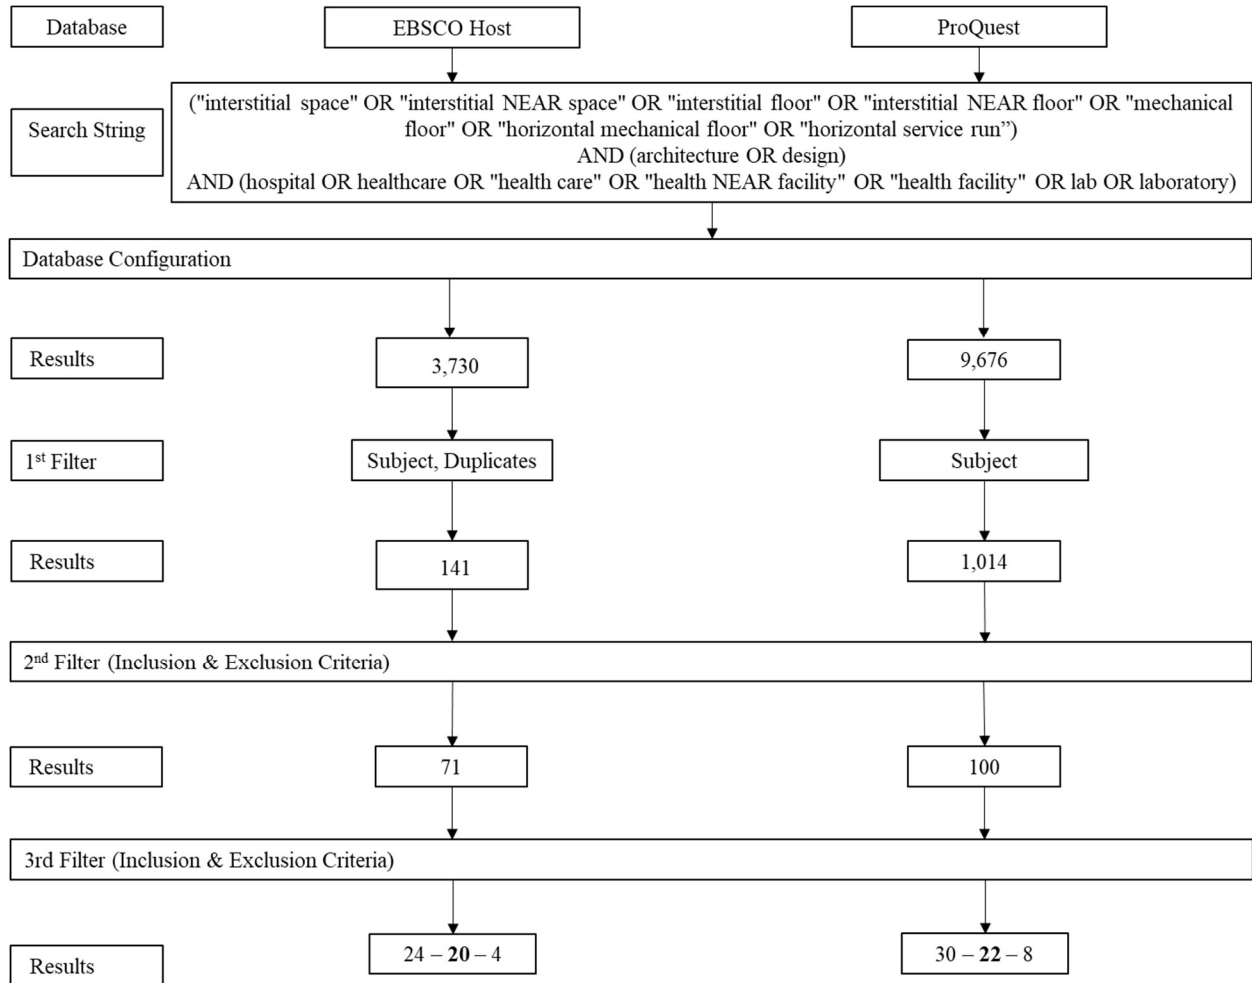 Database
EBSCO Host
ProQuest
Search String
("interstitial space" OR "interstitial NEAR space" OR "interstitial floor" OR "interstitial NEAR floor" OR "mechanical
floor" OR "horizontal mechanical floor" OR "horizontal service run”)
AND (architecture OR design)
AND (hospital OR healthcare OR "health care" OR "health NEAR facility" OR "health facility" OR lab OR laboratory)
Database Configuration
Results
3,730
9,676
1st Filter
Subject, Duplicates
Subject
Results
141
1,014
2nd Filter (Inclusion & Exclusion Criteria)
Results
71
100
3rd Filter (Inclusion & Exclusion Criteria)
Results
24 – 20 – 4
30 – 22 – 8